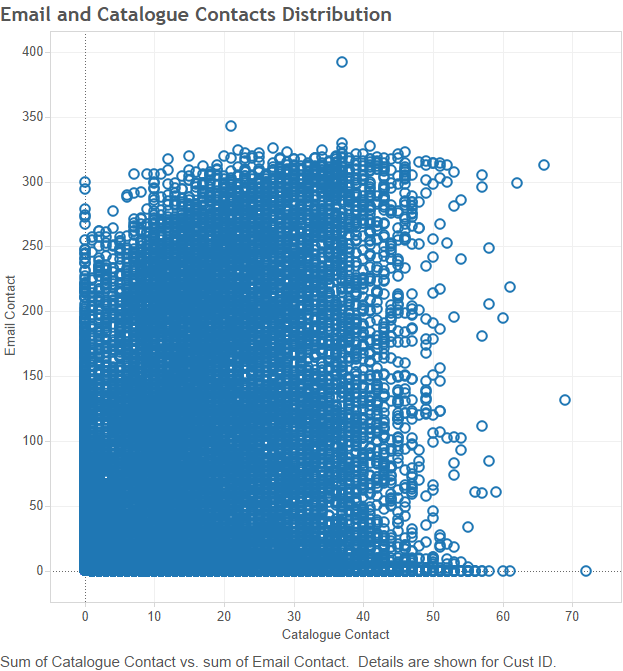 Email and Catalogue Contacts Distribution
400
350
300
250
200
150
100
50
0
Email Contact
0 10 20 30 40 50 60 70
Catalogue Contact
Sum of Catalogue Contact vs. sum of Email Contact. Details are shown for Cust ID.